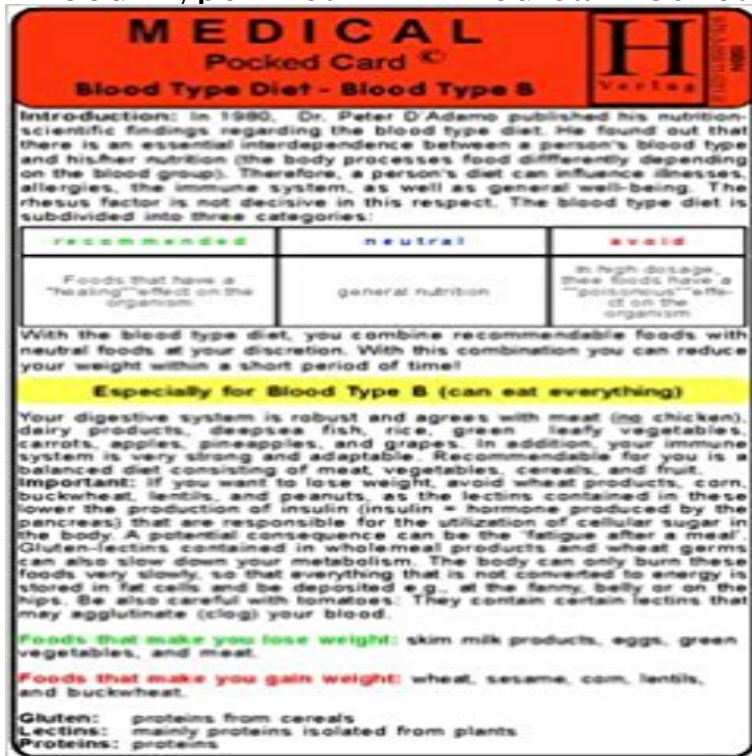 MEDICAL
Pocked Card ©
Blood Type Diet - Blood Type B
H
Verlag
Introduction: In 1980, Dr. Peter D'Adamo published his nutrition-
scientific findings regarding the blood type diet. He found out that
there is an essential interdependence between a person's blood type
and his/her nutrition (the body processes food diffferently depending
on the blood group). Therefore, a person's diet can influence illnesses,
allergies, the immune system, as well as general well-being. The
rhesus factor is not decisive in this respect. The blood type diet is
subdivided into three categories:
recommended
neutral
avoid
Foods that have a
"healing" effect on the
organism
general nutrition
In high dosage,
thee foods have a
"poisonous" effe-
ct on the
organism
With the blood type diet, you combine recommendable foods with
neutral foods at your discretion. With this combination you can reduce
your weight within a short period of time!
Especially for Blood Type B (can eat everything)
Your digestive system is robust and agrees with meat (no chicken),
dairy products, deepsea fish, rice, green leafy vegetables,
carrots, apples, pineapples, and grapes. In addition, your immune
system is very strong and adaptable. Recommendable for you is a
balanced diet consisting of meat, vegetables, cereals, and fruit.
Important: If you want to lose weight, avoid wheat products, corn,
buckwheat, lentils, and peanuts, as the lectins contained in these
lower the production of insulin (insulin = hormone produced by the
pancreas) that are responsible for the utilization of cellular sugar in
the body. A potential consequence can be the 'fatigue after a meal'.
Gluten-lectins contained in wholemeal products and wheat germs
can also slow down your metabolism. The body can only burn these
foods very slowly, so that everything that is not converted to energy is
stored in fat cells and be deposited e.g., at the fanny, belly or on the
hips. Be also careful with tomatoes: They contain certain lectins that
may agglutinate (clog) your blood.
Foods that make you lose weight: skim milk products, eggs, green
vegetables, and meat.
Foods that make you gain weight: wheat, sesame, corn, lentils,
and buckwheat.
Gluten: proteins from cereals
Lectins: mainly proteins isolated from plants
Proteins: proteins